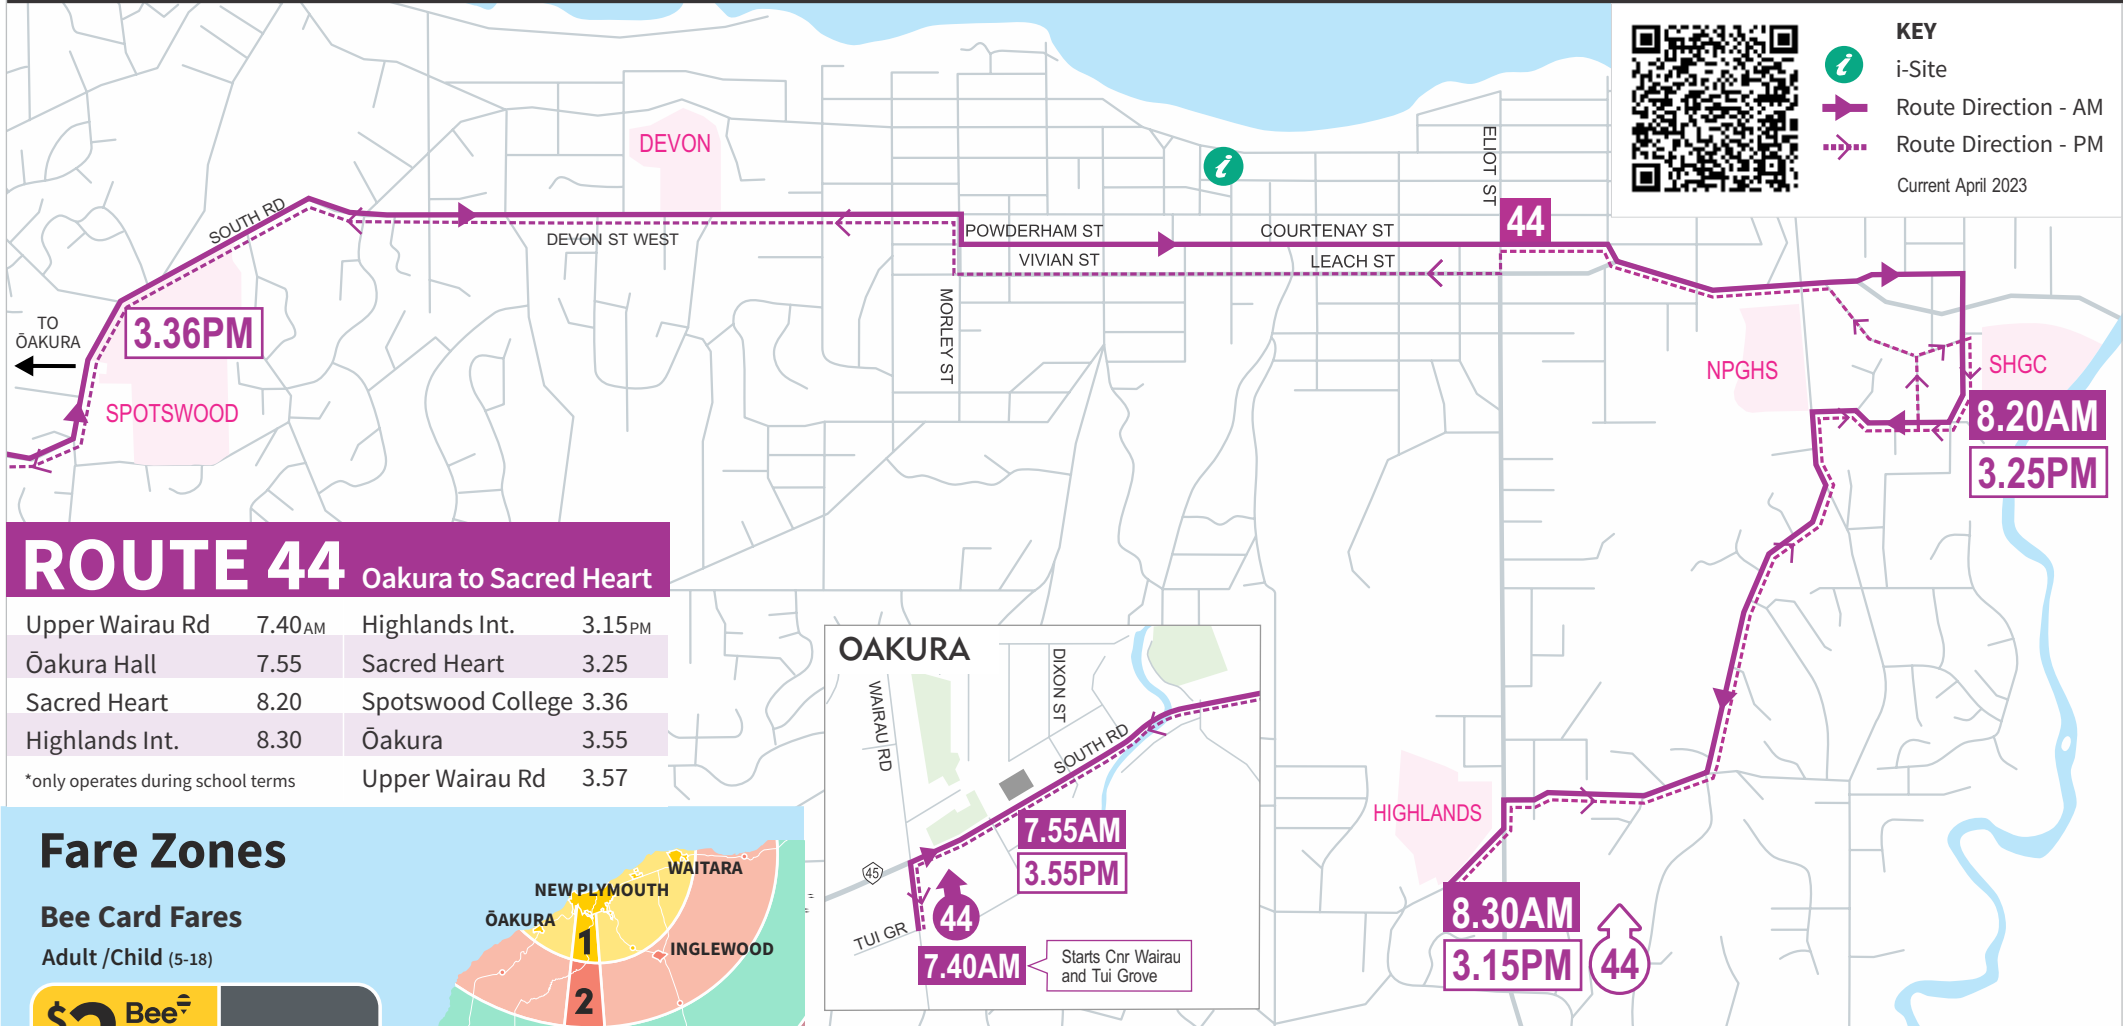 KEY
i-Site
Route Direction - AM
Route Direction - PM
Current April 2023
DEVON
ELIOT ST
44
SOUTH RD
DEVON ST WEST
POWDERHAM ST
COURTENAY ST
VIVIAN ST
LEACH ST
MORLEY ST
TO
ŌAKURA
3.36PM
SPOTSWOOD
NPGHS
SHGC
8.20AM
3.25PM
ROUTE 44 Oakura to Sacred Heart
Upper Wairau Rd 7.40AM Highlands Int. 3.15PM
Ōakura Hall 7.55 Sacred Heart 3.25
Sacred Heart 8.20 Spotswood College 3.36
Highlands Int. 8.30 Ōakura 3.55
*only operates during school terms Upper Wairau Rd 3.57
OAKURA
WAIRAU RD
DIXON ST
SOUTH RD
7.55AM
3.55PM
45
44
TUI GR
7.40AM
Starts Cnr Wairau
and Tui Grove
HIGHLANDS
8.30AM
3.15PM
44
Fare Zones
Bee Card Fares
Adult /Child (5-18)
$2 Bee
WAITARA
NEW PLYMOUTH
ŌAKURA
1
INGLEWOOD
2